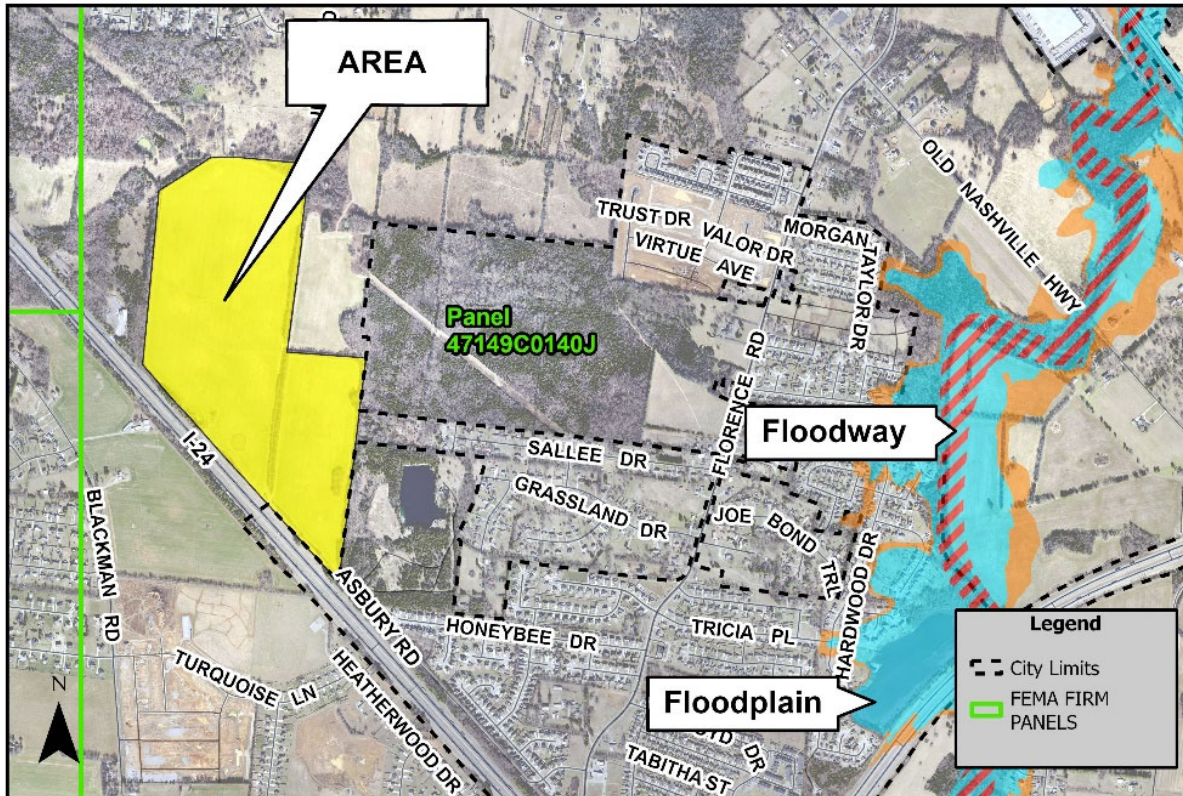 AREA
OLD NASHVILLE HWY
TRUST DR
VALOR DR
VIRTUE AVE
MORGAN
TAYLOR DR
Panel
47149C0140J
FLORENCE RD
Floodway
I-24
SALLEE DR
GRASSLAND DR
JOE BOND TRL
HARDWOOD DR
BLACKMAN RD
ASBURY RD
HONEYBEE DR
TRICIA PL
TURQUOISE LN
HEATHERWOOD DR
Floodplain
DR
TABITHA ST
N
Legend
City Limits
FEMA FIRM
PANELS